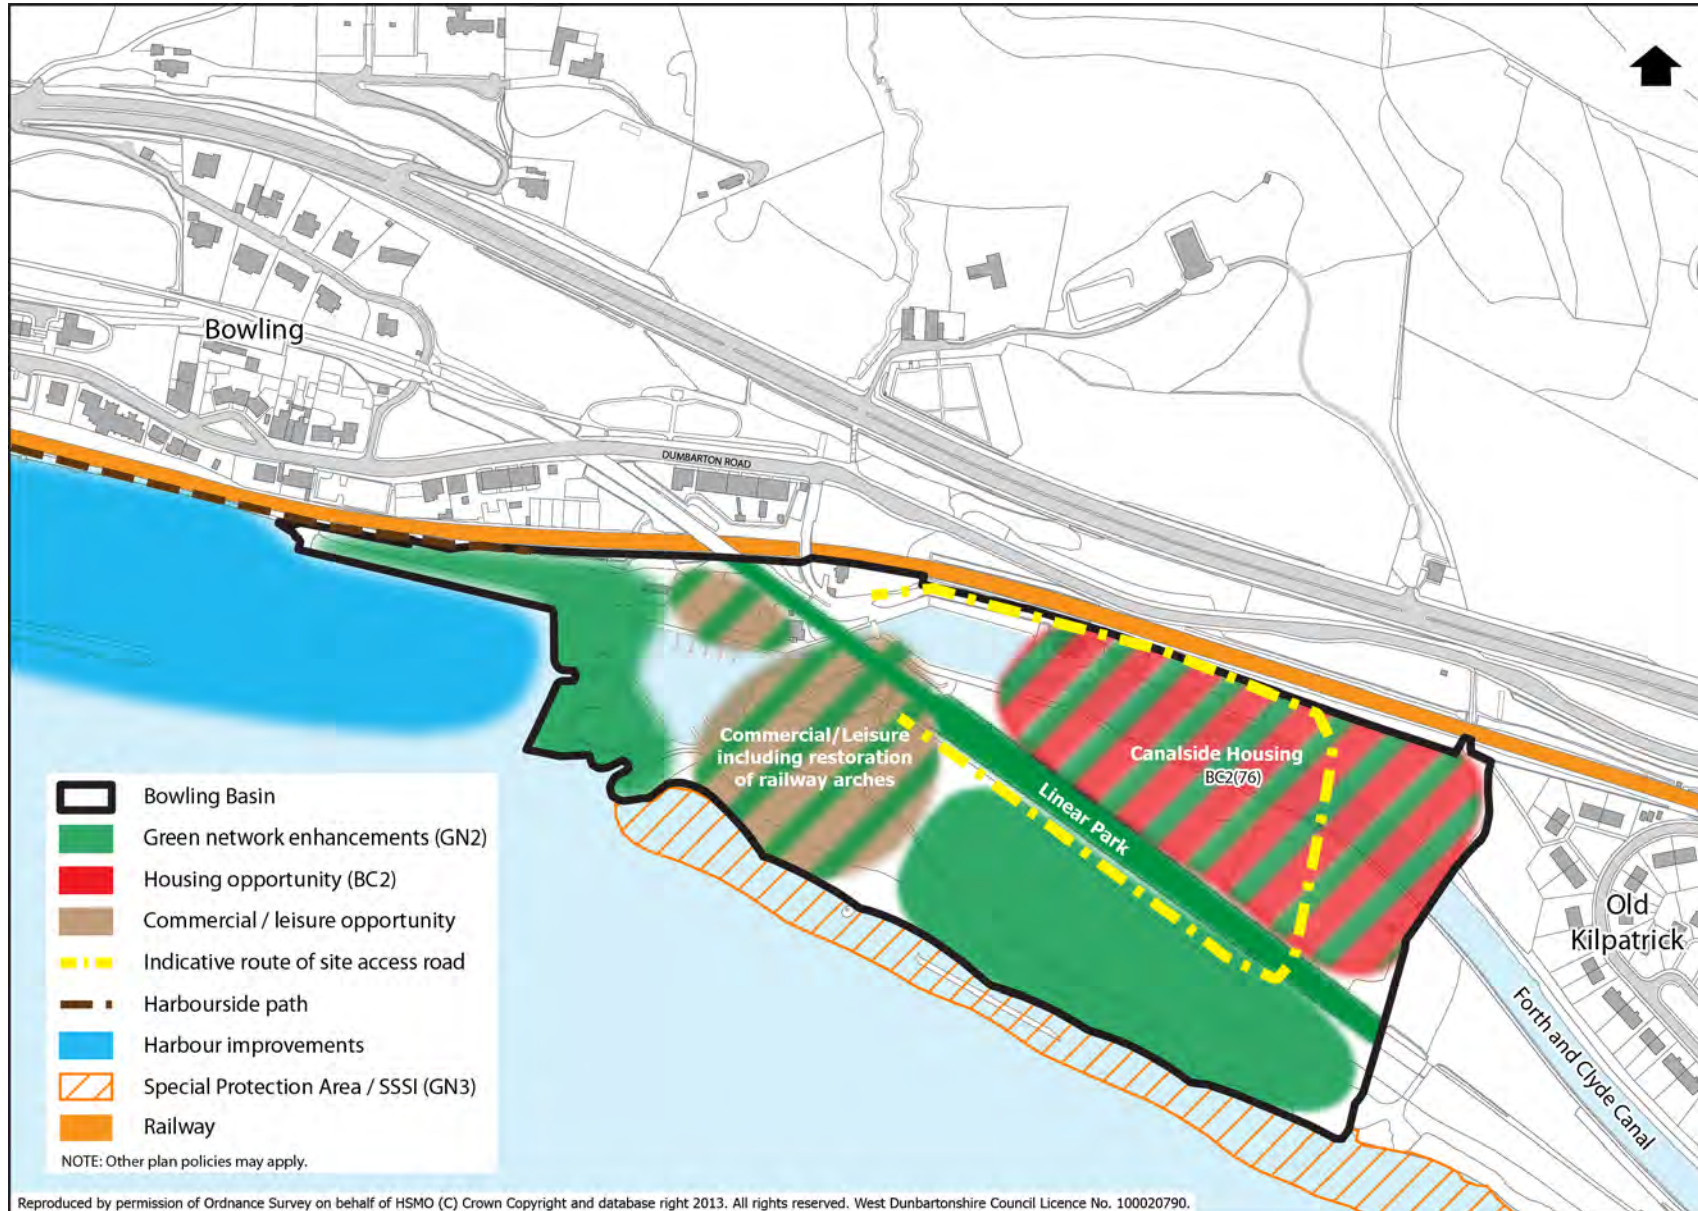 Bowling
DUMBARTON ROAD
Commercial/Leisure
including restoration
of railway arches
Canalside Housing
BC2(76)
Linear Park
Old
Kilpatrick
Forth and Clyde Canal
Bowling Basin
Green network enhancements (GN2)
Housing opportunity (BC2)
Commercial / leisure opportunity
Indicative route of site access road
Harbourside path
Harbour improvements
Special Protection Area / SSSI (GN3)
Railway
NOTE: Other plan policies may apply.
Reproduced by permission of Ordnance Survey on behalf of HSMO (C) Crown Copyright and database right 2013. All rights reserved. West Dunbartonshire Council Licence No. 100020790.